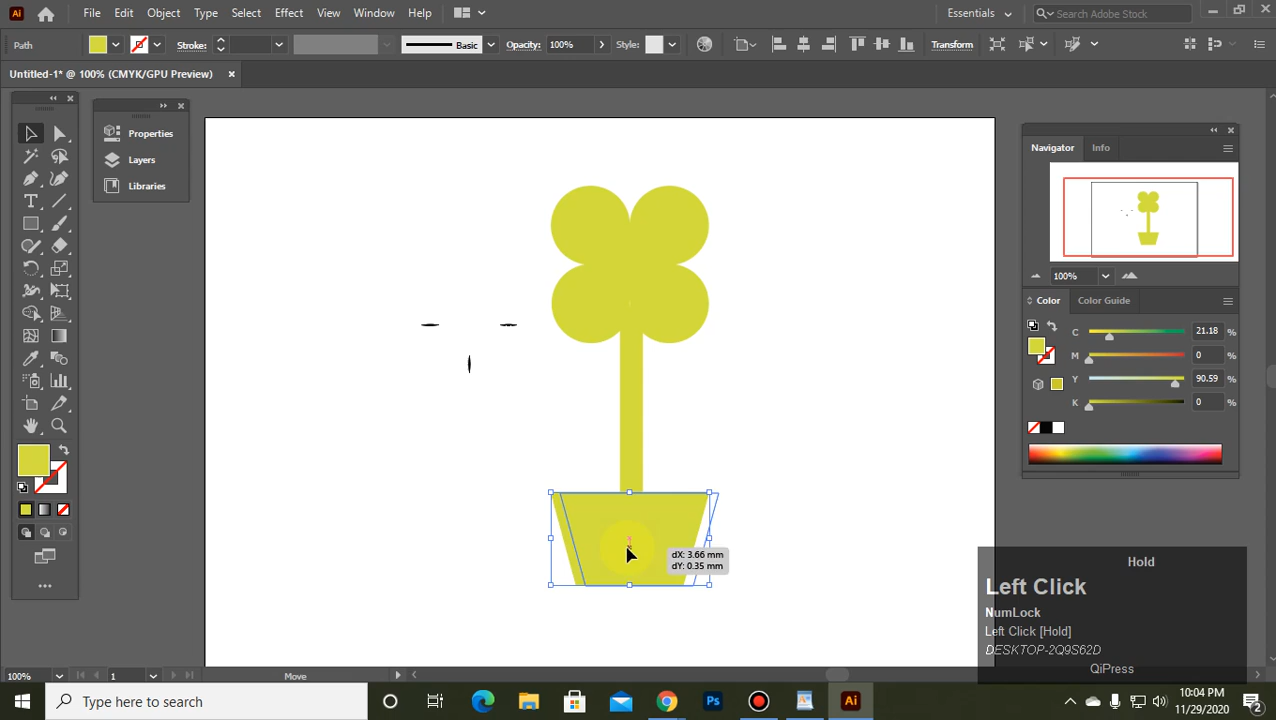 Ai File Edit Object Type Select Effect View Window Help Essentials Search Adobe Stock
Path Stroke: Basic Opacity: 100% Style: Transform
Untitled-1* @ 100% (CMYK/GPU Preview)
Properties
Layers
Libraries
Navigator Info
100%
Color Color Guide
C 21.18 %
M 0 %
Y 90.59 %
K 0 %
dX: 3.66 mm
dY: 0.35 mm
Hold
Left Click
NumLock
Left Click [Hold]
DESKTOP-2Q9S62D
QiPress
100% 1 Move
Type here to search Ps Ai 10:04 PM
11/29/2020 2